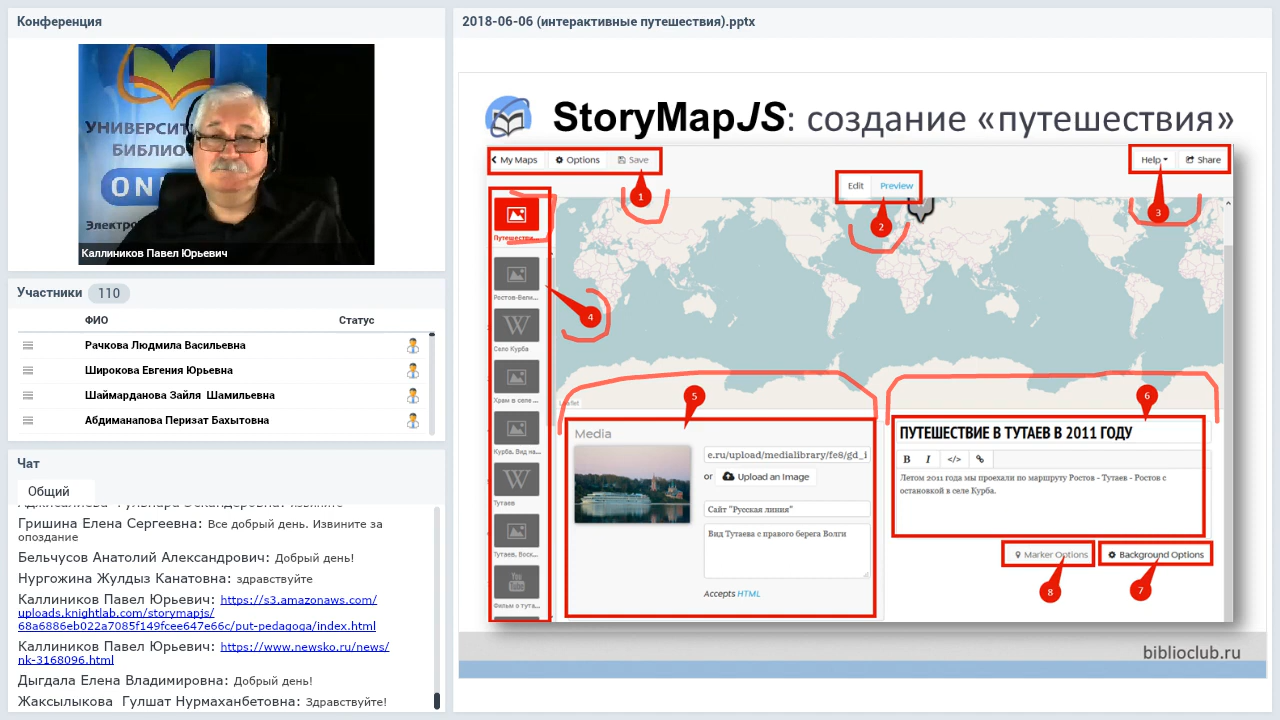 Конференция
УНИВЕРСИТ
БИБЛИО
ON
Электро
Каллиников Павел Юрьевич
Участники 110
ФИО Статус
Рачкова Людмила Васильевна
Широкова Евгения Юрьевна
Шаймарданова Зайля Шамильевна
Абдиманапова Перизат Бахытовна
Чат
Общий
Гришина Елена Сергеевна: Все добрый день. Извините за
опоздание
Бельчусов Анатолий Александрович: Добрый день!
Нургожина Жулдыз Канатовна: здравствуйте
Каллиников Павел Юрьевич: https://s3.amazonaws.com/
uploads.knightlab.com/storymapjs/
68a6886eb022a7085f149fcee647e66c/put-pedagoga/index.html
Каллиников Павел Юрьевич: https://www.newsko.ru/news/
nk-3168096.html
Дыгдала Елена Владимировна: Добрый день!
Жаксылыкова Гулшат Нурмаханбетовна: Здравствуйте!
2018-06-06 (интерактивные путешествия).pptx
StoryMapJS: создание «путешествия»
My Maps Options Save
Edit Preview
Help Share
1
2
3
4
5
6
7
8
Путешестви...
Ростов-Вели...
Село Курба
Храм в селе ...
Курба. Вид на...
Тутаев
Тутаев, Воск...
You Tube
Фильм о тута...
Leaflet
Media
e.ru/upload/medialibrary/fe8/gd_i
or Upload an Image
Сайт "Русская линия"
Вид Тутаева с правого берега Волги
Accepts HTML
ПУТЕШЕСТВИЕ В ТУТАЕВ В 2011 ГОДУ
B I </>
Летом 2011 года мы проехали по маршруту Ростов - Тутаев - Ростов с
остановкой в селе Курба.
Marker Options Background Options
biblioclub.ru